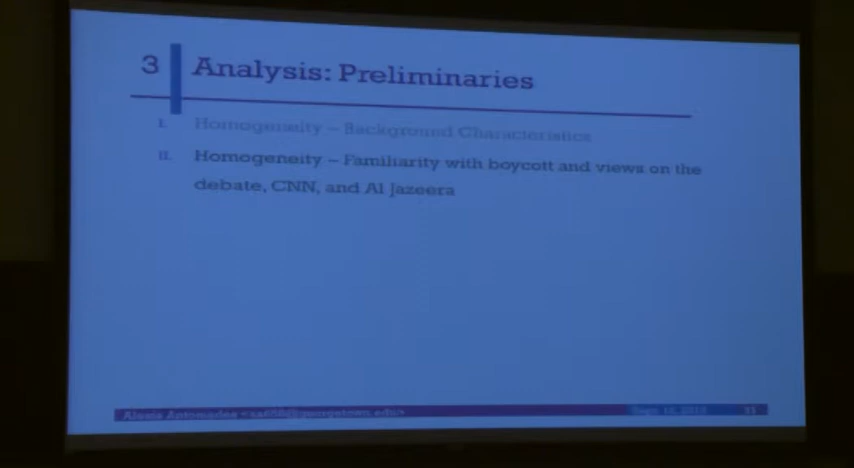 3 Analysis: Preliminaries
I. Homogeneity – Background Characteristics
II. Homogeneity – Familiarity with boycott and views on the
debate, CNN, and Al Jazeera